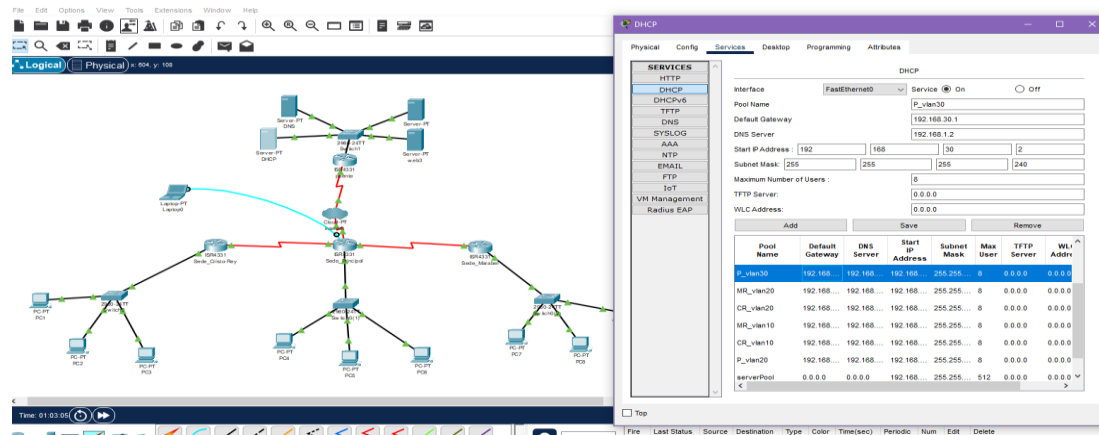 File Edit Options View Tools Extensions Window Help
Logical Physical x: 604, y: 108
Server-PT
DNS
Server-PT
Server-PT
DHCP
2960-24TT
Switch1
Server-PT
web3
ISR4331
Laptop-PT
Laptop0
Cloud-PT
ISR4331
Sede_Cristo-Rey
ISR4331
Sede_principal
ISR4331
PC-PT
PC1
PC-PT
PC2
PC-PT
PC3
PC-PT
PC4
PC-PT
PC5
PC-PT
PC6
PC-PT
PC7
PC-PT
PC8
Time: 01:03:05
DHCP
Physical Config Services Desktop Programming Attributes
SERVICES
HTTP
DHCP
DHCPv6
TFTP
DNS
SYSLOG
AAA
NTP
EMAIL
FTP
IoT
VM Management
Radius EAP
DHCP
Interface FastEthernet0 Service On Off
Pool Name P_vlan30
Default Gateway 192.168.30.1
DNS Server 192.168.1.2
Start IP Address : 192 168 30 2
Subnet Mask: 255 255 255 240
Maximum Number of Users : 8
TFTP Server: 0.0.0.0
WLC Address: 0.0.0.0
Add Save Remove
Pool Name Default Gateway DNS Server Start IP Address Subnet Mask Max User TFTP Server
P_vlan30 192.168.... 192.168.... 192.168.... 255.255.... 8 0.0.0.0 0.0.0.0
MR_vlan20 192.168.... 192.168.... 192.168.... 255.255.... 8 0.0.0.0 0.0.0.0
CR_vlan20 192.168.... 192.168.... 192.168.... 255.255.... 8 0.0.0.0 0.0.0.0
MR_vlan10 192.168.... 192.168.... 192.168.... 255.255.... 8 0.0.0.0 0.0.0.0
CR_vlan10 192.168.... 192.168.... 192.168.... 255.255.... 8 0.0.0.0 0.0.0.0
P_vlan20 192.168.... 192.168.... 192.168.... 255.255.... 8 0.0.0.0 0.0.0.0
serverPool 0.0.0.0 0.0.0.0 192.168.... 255.255.... 512 0.0.0.0 0.0.0.0
Top
Fire Last Status Source Destination Type Color Time(sec) Periodic Num Edit Delete